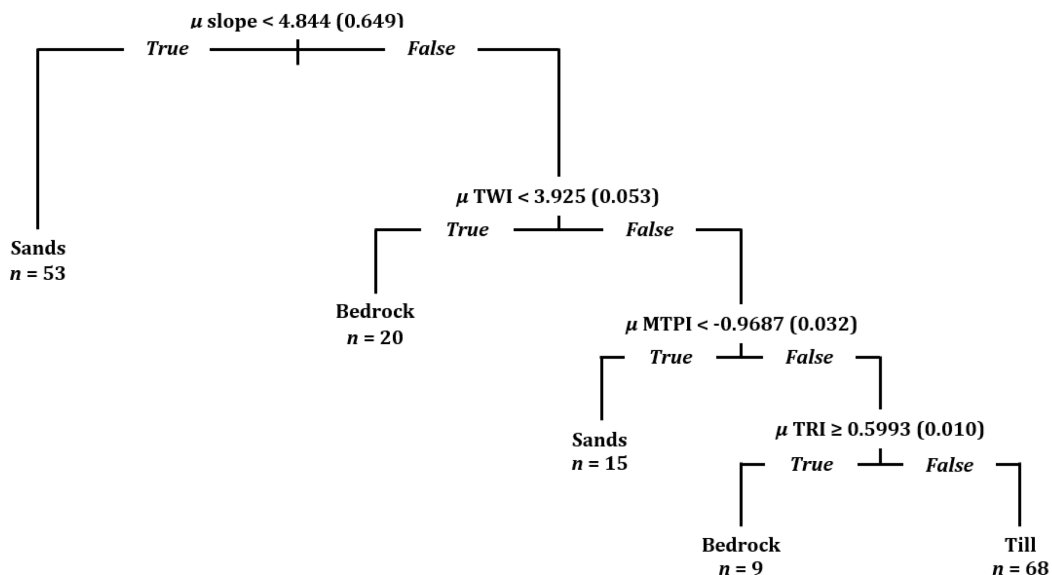 μ slope < 4.844 (0.649)
True
False
μ TWI < 3.925 (0.053)
True
False
Sands
n = 53
Bedrock
n = 20
μ MTPI < -0.9687 (0.032)
True
False
μ TRI ≥ 0.5993 (0.010)
Sands
n = 15
True
False
Bedrock
n = 9
Till
n = 68